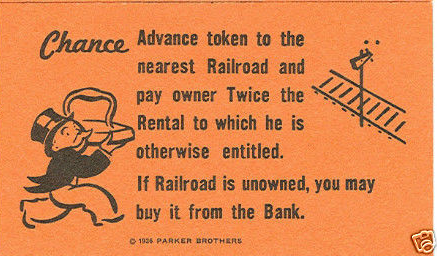 Chance
Advance token to the
nearest Railroad and
pay owner Twice the
Rental to which he is
otherwise entitled.
If Railroad is unowned, you may
buy it from the Bank.
© 1936 PARKER BROTHERS